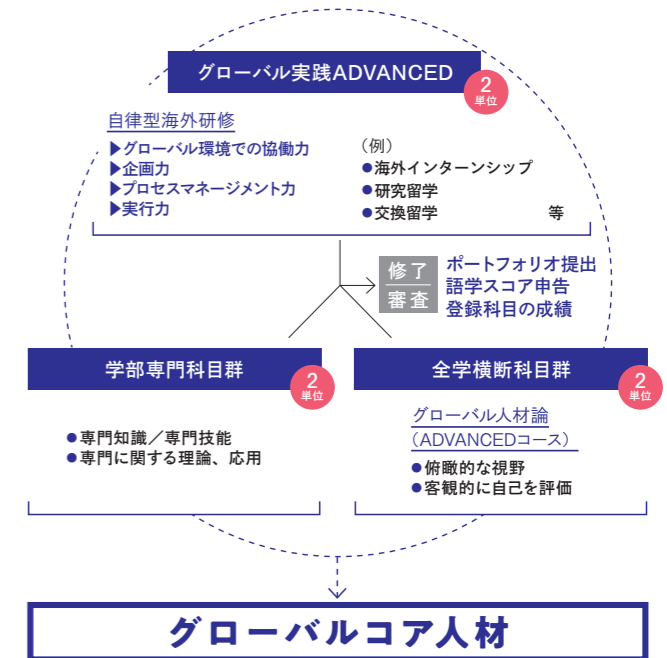 グローバル実践ADVANCED
2
単位
自律型海外研修
▶グローバル環境での協働力
▶企画力
▶プロセスマネージメント力
▶実行力
（例）
●海外インターンシップ
●研究留学
●交換留学 等
修了
審査
ポートフォリオ提出
語学スコア申告
登録科目の成績
学部専門科目群
2
単位
●専門知識／専門技能
●専門に関する理論、応用
全学横断科目群
2
単位
グローバル人材論
（ADVANCEDコース）
●俯瞰的な視野
●客観的に自己を評価
グローバルコア人材